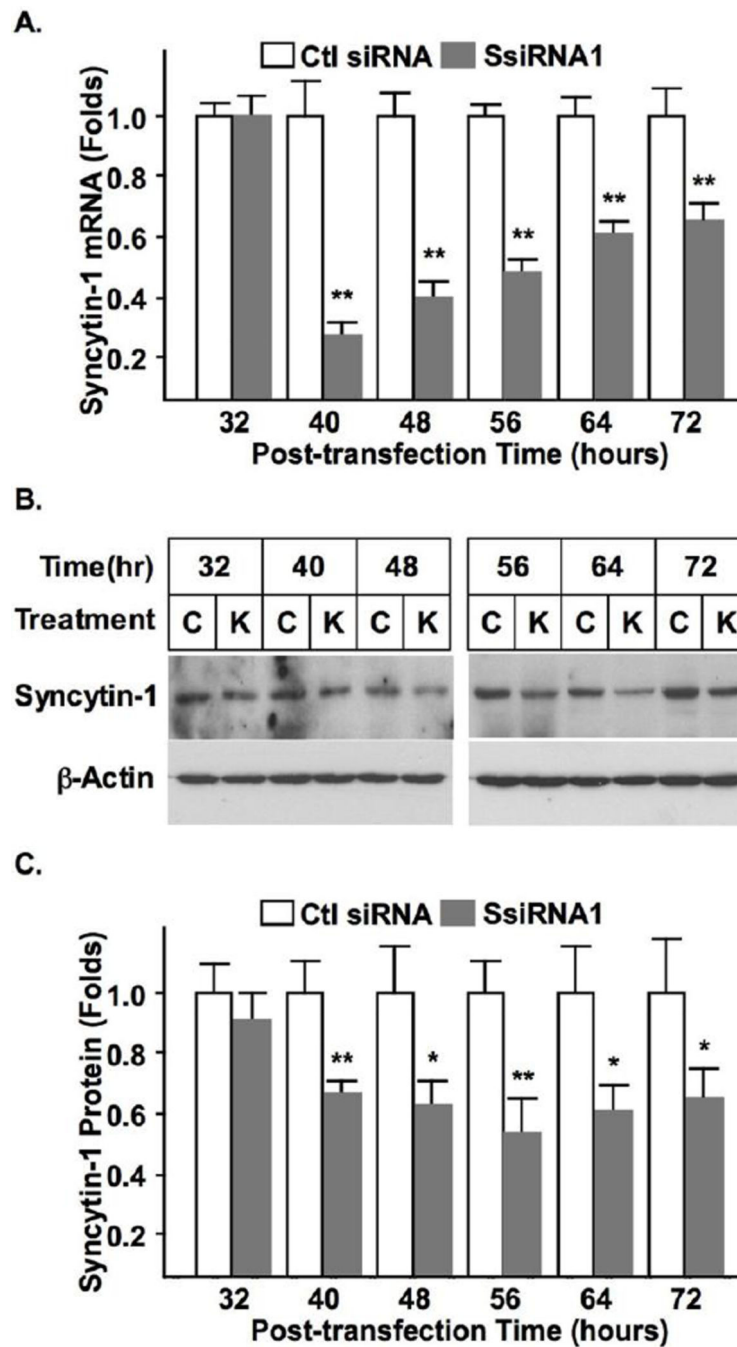 A.
Ctl siRNA SsiRNA1
Syncytin-1 mRNA (Folds)
1.0
0.8
0.6
0.4
0.2
** ** ** ** **
32 40 48 56 64 72
Post-transfection Time (hours)
B.
Time(hr) 32 40 48 56 64 72
Treatment C K C K C K C K C K C K
Syncytin-1
β-Actin
C.
Ctl siRNA SsiRNA1
Syncytin-1 Protein (Folds)
1.0
0.8
0.6
0.4
0.2
** * ** * *
32 40 48 56 64 72
Post-transfection Time (hours)